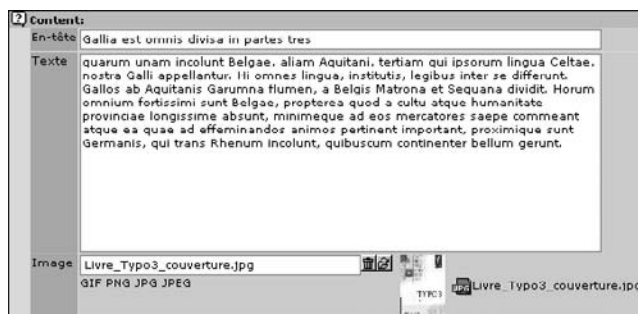 Content:
En-tête Gallia est omnis divisa in partes tres
Texte quarum unam incolunt Belgae, aliam Aquitani, tertiam qui ipsorum lingua Celtae,
nostra Galli appellantur. Hi omnes lingua, institutis, legibus inter se differunt.
Gallos ab Aquitanis Garumna flumen, a Belgis Matrona et Sequana dividit. Horum
omnium fortissimi sunt Belgae, propterea quod a cultu atque humanitate
provinciae longissime absunt, minimeque ad eos mercatores saepe commeant
atque ea quae ad effeminandos animos pertinent important, proximique sunt
Germanis, qui trans Rhenum incolunt, quibuscum continenter bellum gerunt.
Image Livre_Typo3_couverture.jpg
GIF PNG JPG JPEG
TYPO3
JPG Livre_Typo3_couverture.jpg